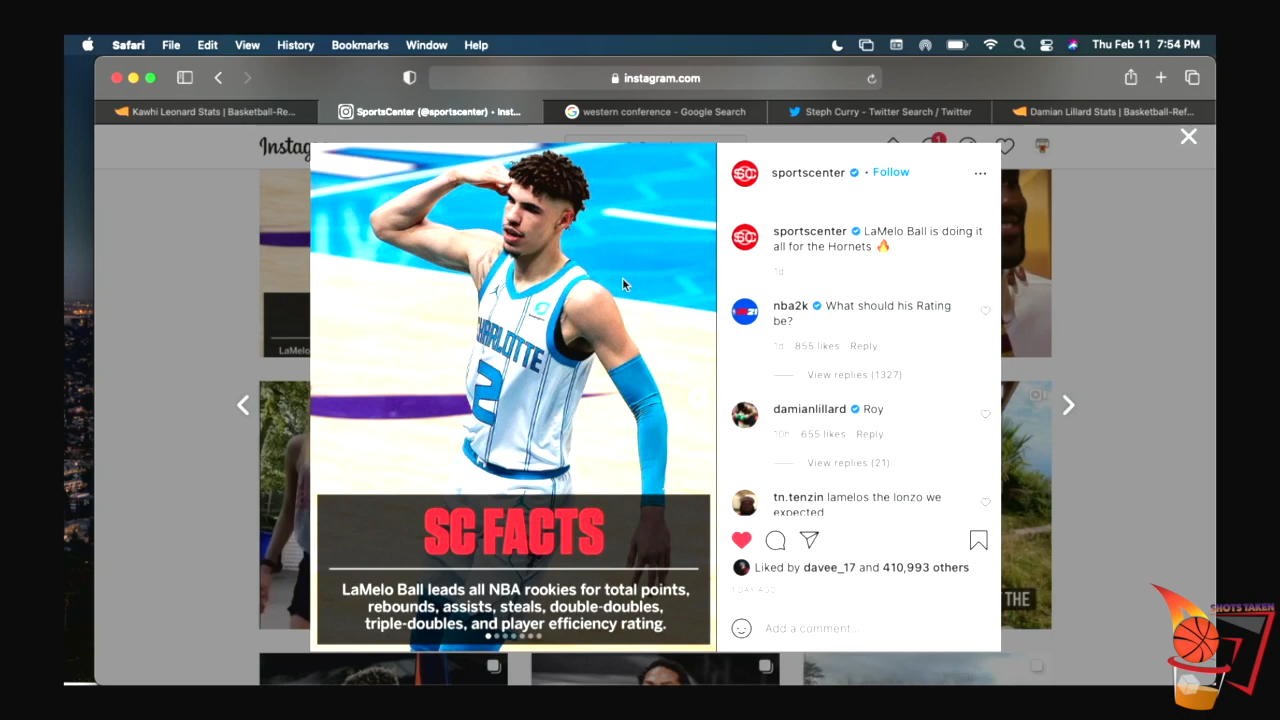 Safari File Edit View History Bookmarks Window Help Thu Feb 11 7:54 PM
instagram.com
Kawhi Leonard Stats | Basketball-Re... SportsCenter (@sportscenter) • Inst... western conference - Google Search Steph Curry - Twitter Search / Twitter Damian Lillard Stats | Basketball-Ref...
Instag
1
sportscenter • Follow
sportscenter LaMelo Ball is doing it
all for the Hornets 🔥
1d
nba2k What should his Rating
be?
1d 855 likes Reply
View replies (1327)
damianlillard Roy
10h 655 likes Reply
View replies (21)
tn.tenzin lamelos the lonzo we
expected
Liked by davee_17 and 410,993 others
1 DAY AGO
Add a comment...
CHARLOTTE
2
SC FACTS
LaMelo Ball leads all NBA rookies for total points,
rebounds, assists, steals, double-doubles,
triple-doubles, and player efficiency rating.
LaMelo
THE
SHOTS TAKEN